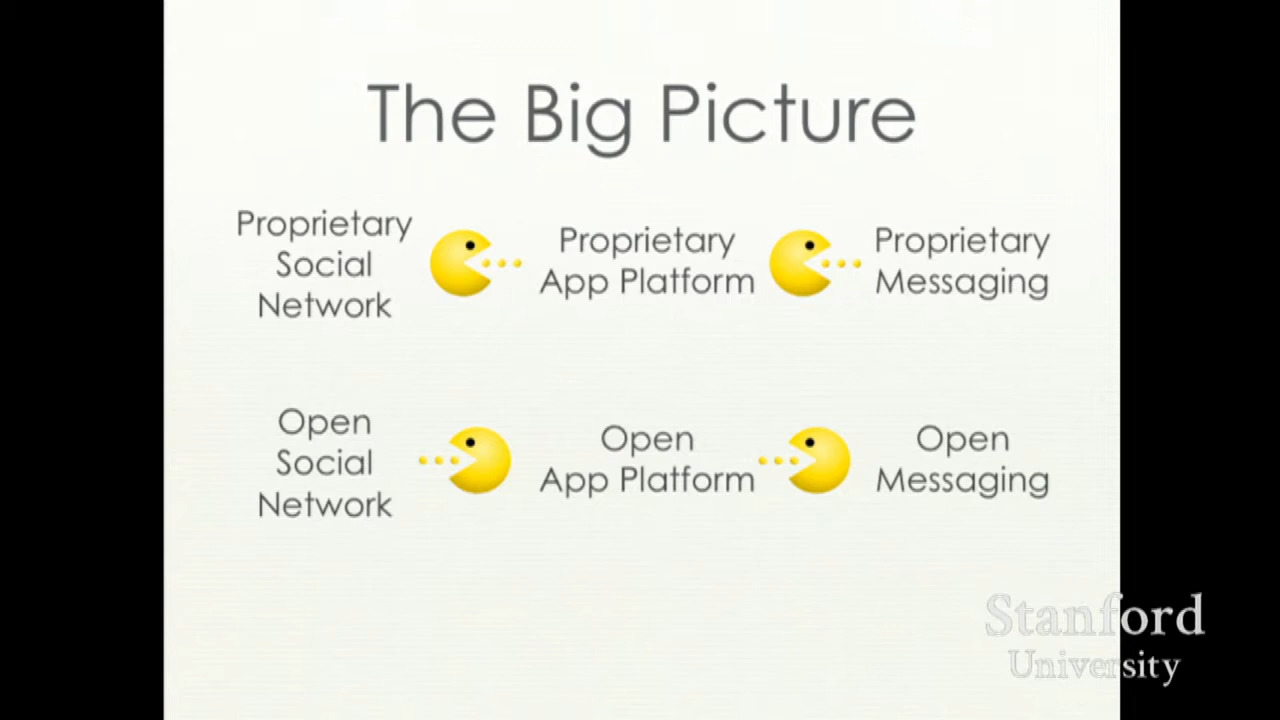 The Big Picture
Proprietary
Social
Network
Proprietary
App Platform
Proprietary
Messaging
Open
Social
Network
Open
App Platform
Open
Messaging
Stanford
University